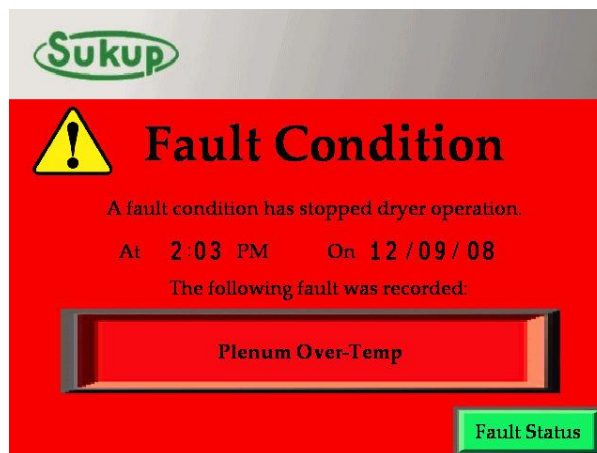 Sukup
Fault Condition
A fault condition has stopped dryer operation.
At 2:03 PM On 12/09/08
The following fault was recorded:
Plenum Over-Temp
Fault Status